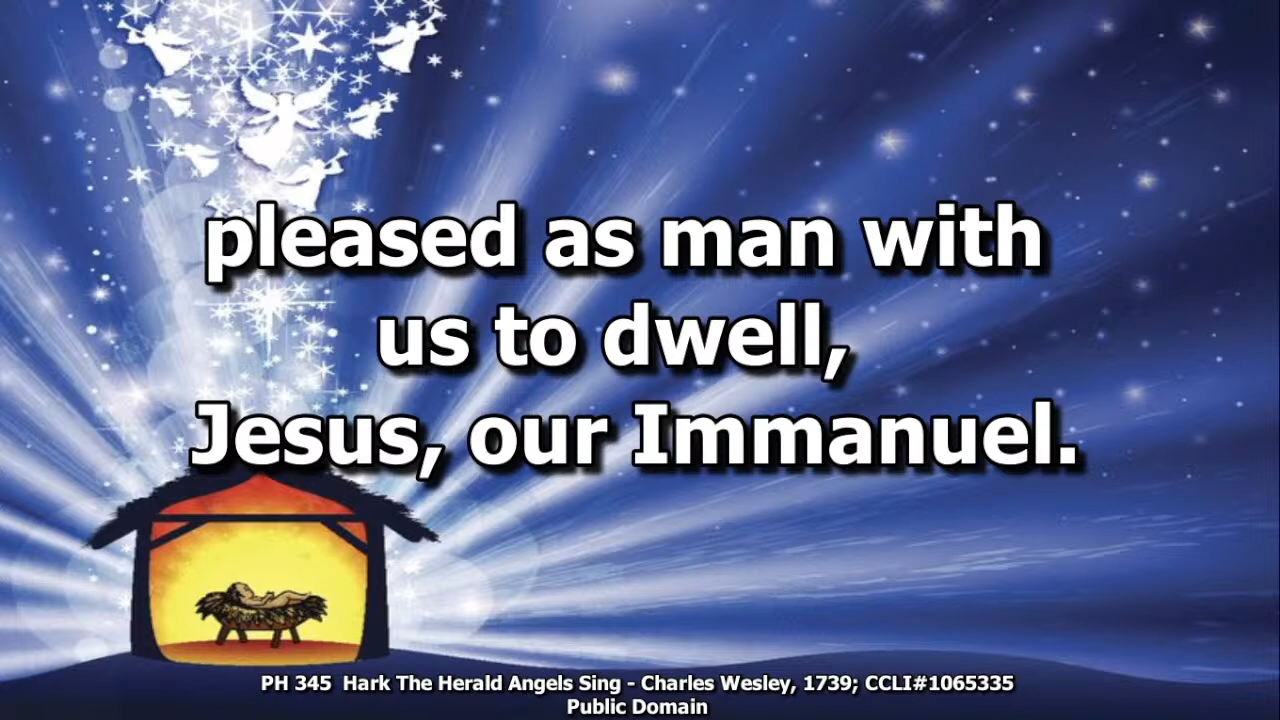 pleased as man with
us to dwell,
Jesus, our Immanuel.
PH 345  Hark The Herald Angels Sing - Charles Wesley, 1739; CCLI#1065335
Public Domain